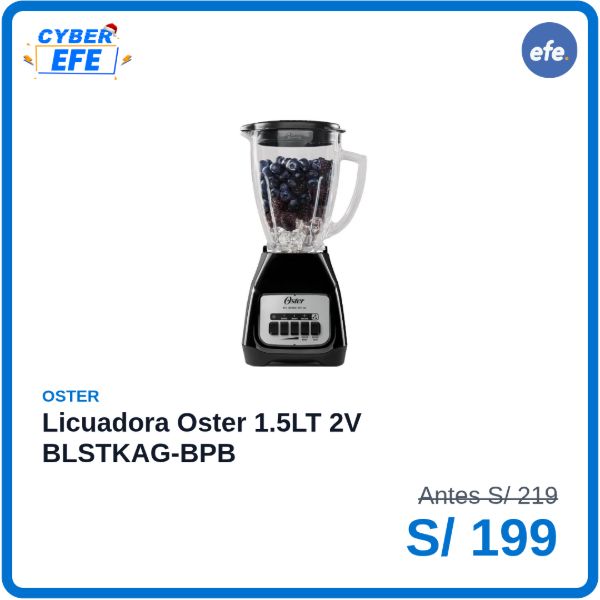 CYBER
EFE
efe.
Oster
OSTER
Licuadora Oster 1.5LT 2V
BLSTKAG-BPB
Antes S/ 219
S/ 199